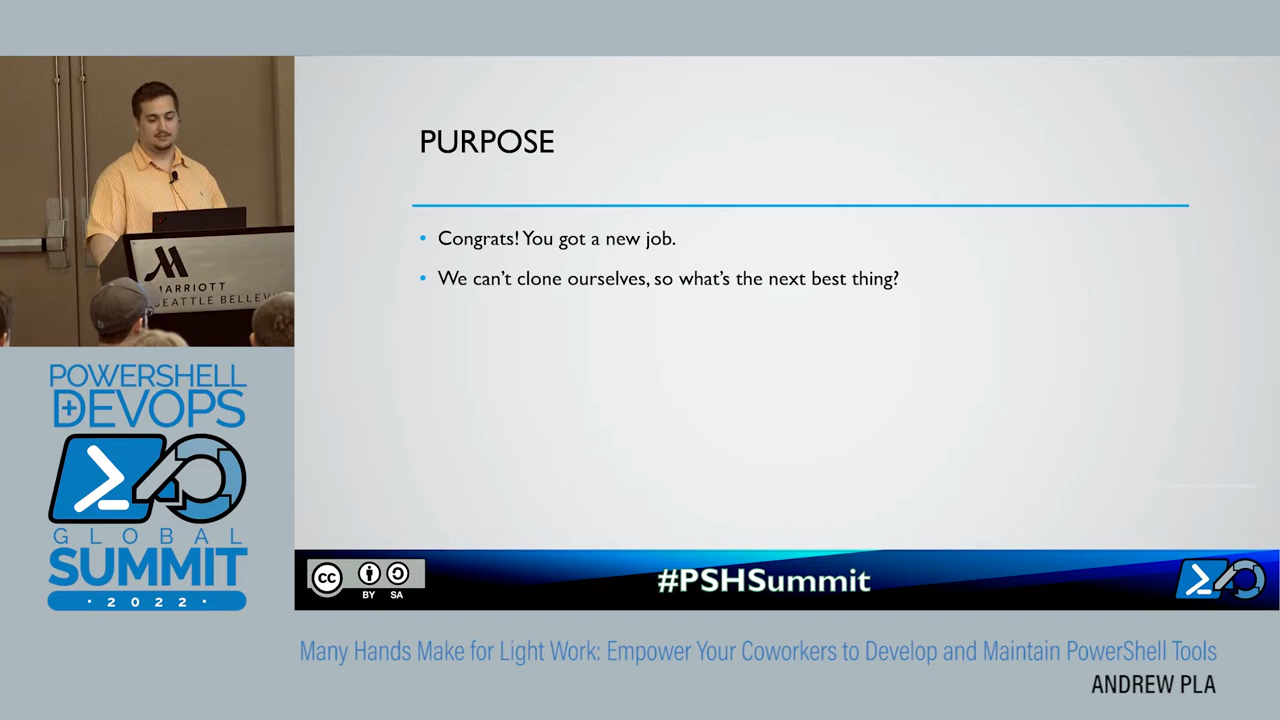 PURPOSE
• Congrats! You got a new job.
• We can't clone ourselves, so what's the next best thing?
MARRIOTT
SEATTLE BELLEV
POWERSHELL
DEVOPS
GLOBAL
SUMMIT
· 2022 ·
CC
BY SA
#PSHSummit
Many Hands Make for Light Work: Empower Your Coworkers to Develop and Maintain PowerShell Tools
ANDREW PLA